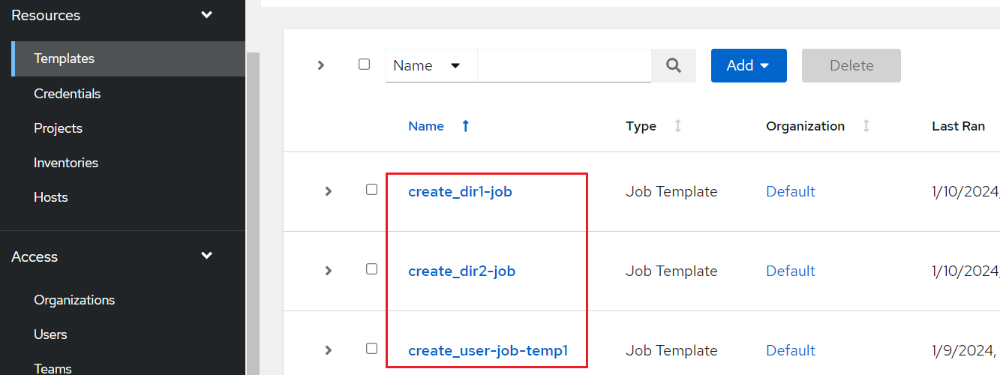 Resources
Templates
Credentials
Projects
Inventories
Hosts
Access
Organizations
Users
Teams
Name Add Delete
Name Type Organization Last Ran
create_dir1-job Job Template Default 1/10/2024,
create_dir2-job Job Template Default 1/10/2024,
create_user-job-temp1 Job Template Default 1/9/2024,